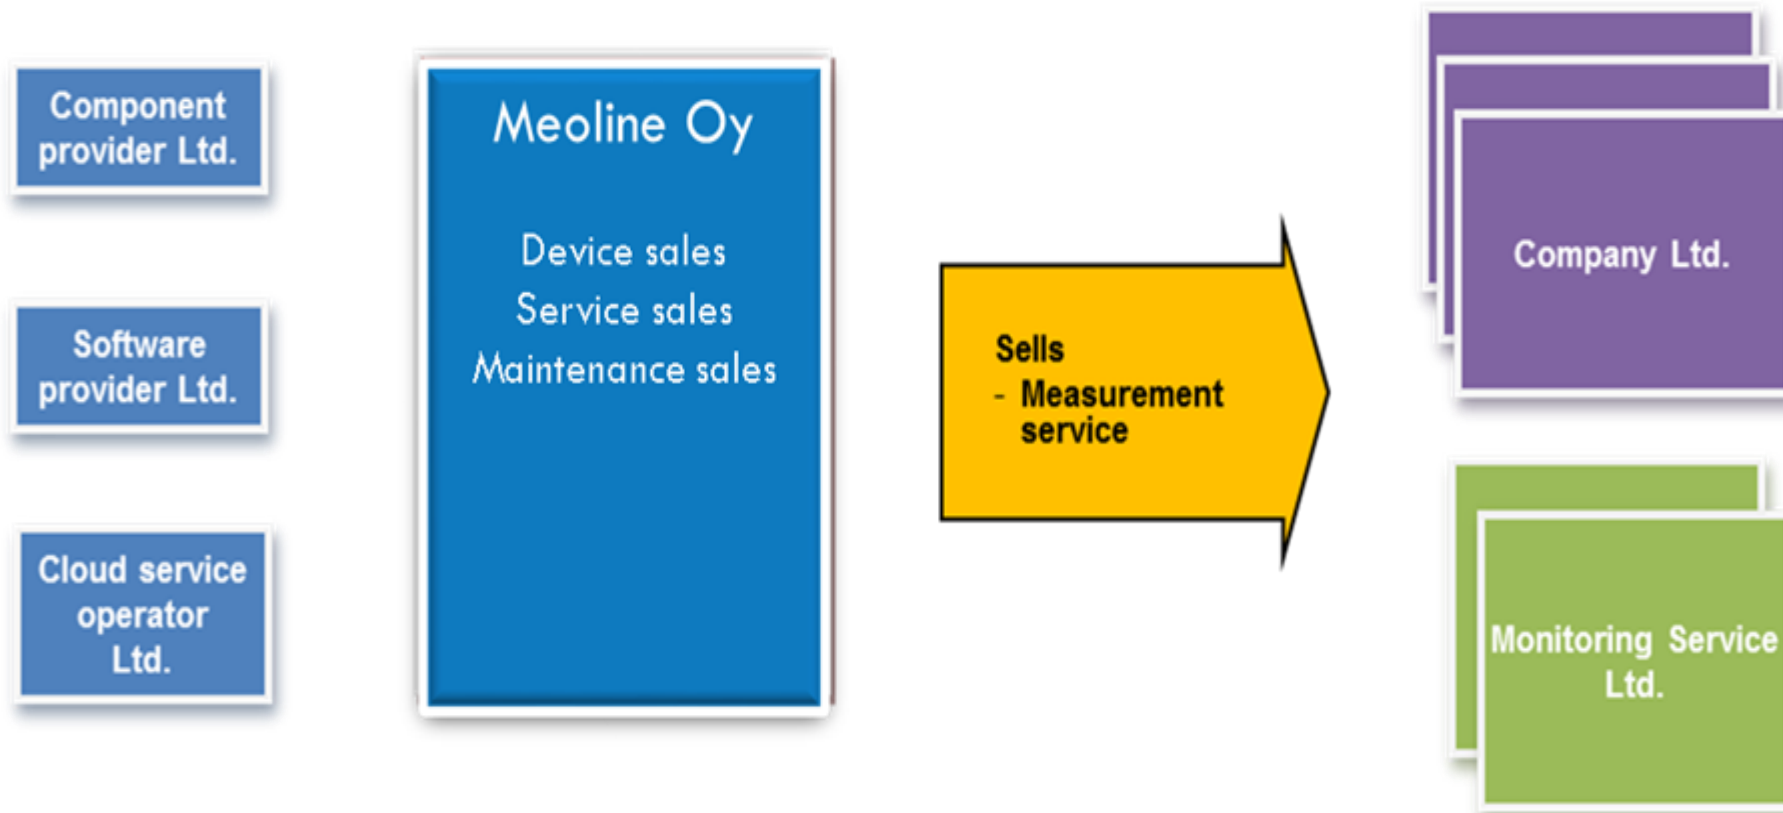 Component
provider Ltd.
Software
provider Ltd.
Cloud service
operator
Ltd.
Meoline Oy
Device sales
Service sales
Maintenance sales
Sells
- Measurement
service
Company Ltd.
Monitoring Service
Ltd.